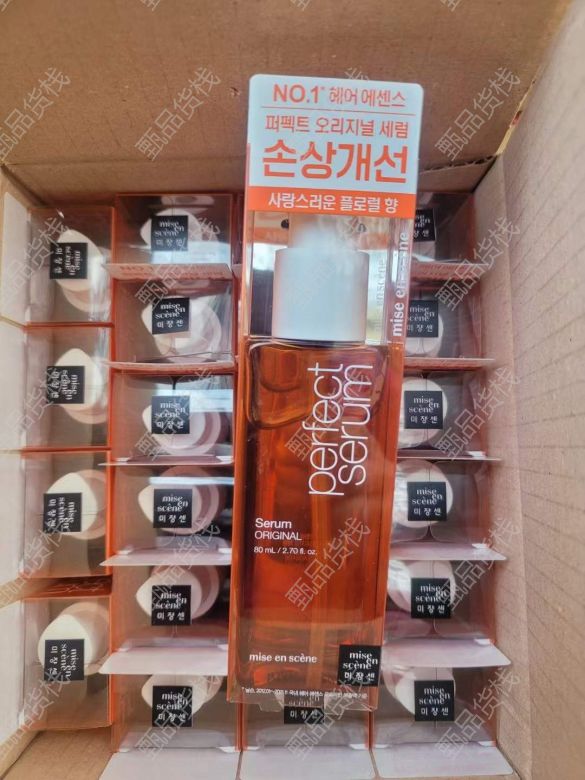 NO.1* 헤어 에센스
퍼펙트 오리지널 세럼
손상개선
사랑스러운 플로럴 향
mise en scène
perfect
serum
Serum
ORIGINAL
80 mL / 2.70 fl. oz.
mise en scène
mise
en
scène
미쟝센
甄品货栈